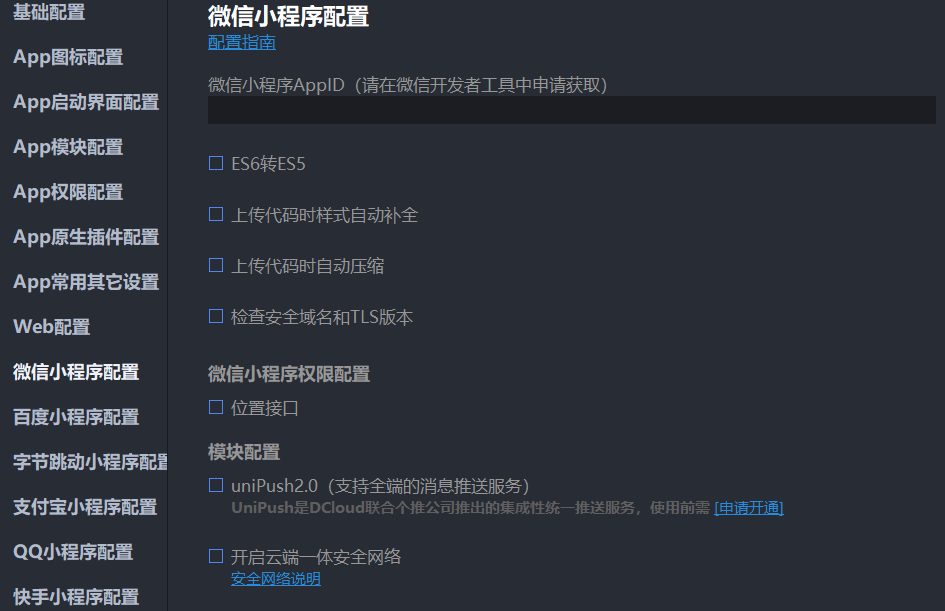 基础配置
App图标配置
App启动界面配置
App模块配置
App权限配置
App原生插件配置
App常用其它设置
Web配置
微信小程序配置
百度小程序配置
字节跳动小程序配置
支付宝小程序配置
QQ小程序配置
快手小程序配置
微信小程序配置
配置指南
微信小程序AppID（请在微信开发者工具中申请获取）
ES6转ES5
上传代码时样式自动补全
上传代码时自动压缩
检查安全域名和TLS版本
微信小程序权限配置
位置接口
模块配置
uniPush2.0（支持全端的消息推送服务）
UniPush是DCloud联合个推公司推出的集成性统一推送服务，使用前需 [申请开通]
开启云端一体安全网络
安全网络说明